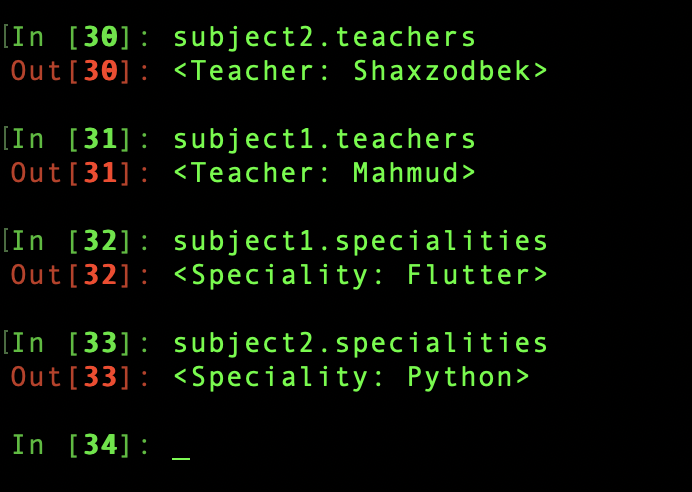 [In [30]: subject2.teachers
Out[30]: <Teacher: Shaxzodbek>
[In [31]: subject1.teachers
Out[31]: <Teacher: Mahmud>
[In [32]: subject1.specialities
Out[32]: <Speciality: Flutter>
[In [33]: subject2.specialities
Out[33]: <Speciality: Python>
In [34]: _